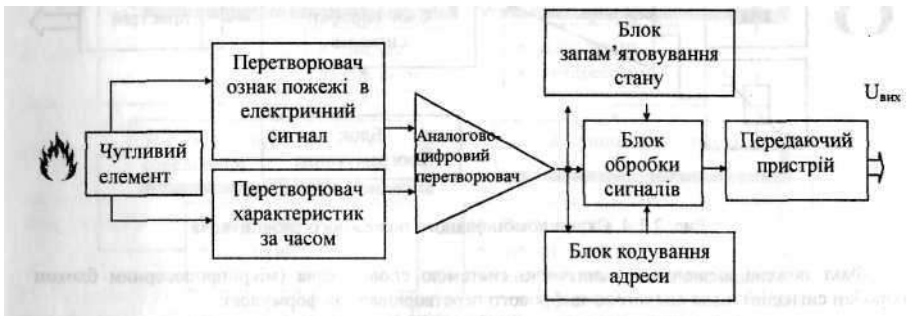 Блок
запам’ятовування
стану
Uвих
Перетворювач
ознак пожежі в
електричний
сигнал
Чутливий
елемент
Перетворювач
характеристик
за часом
Аналогово-
цифровий
перетворювач
Блок
обробки
сигналів
Передаючий
пристрій
Блок кодування
адреси